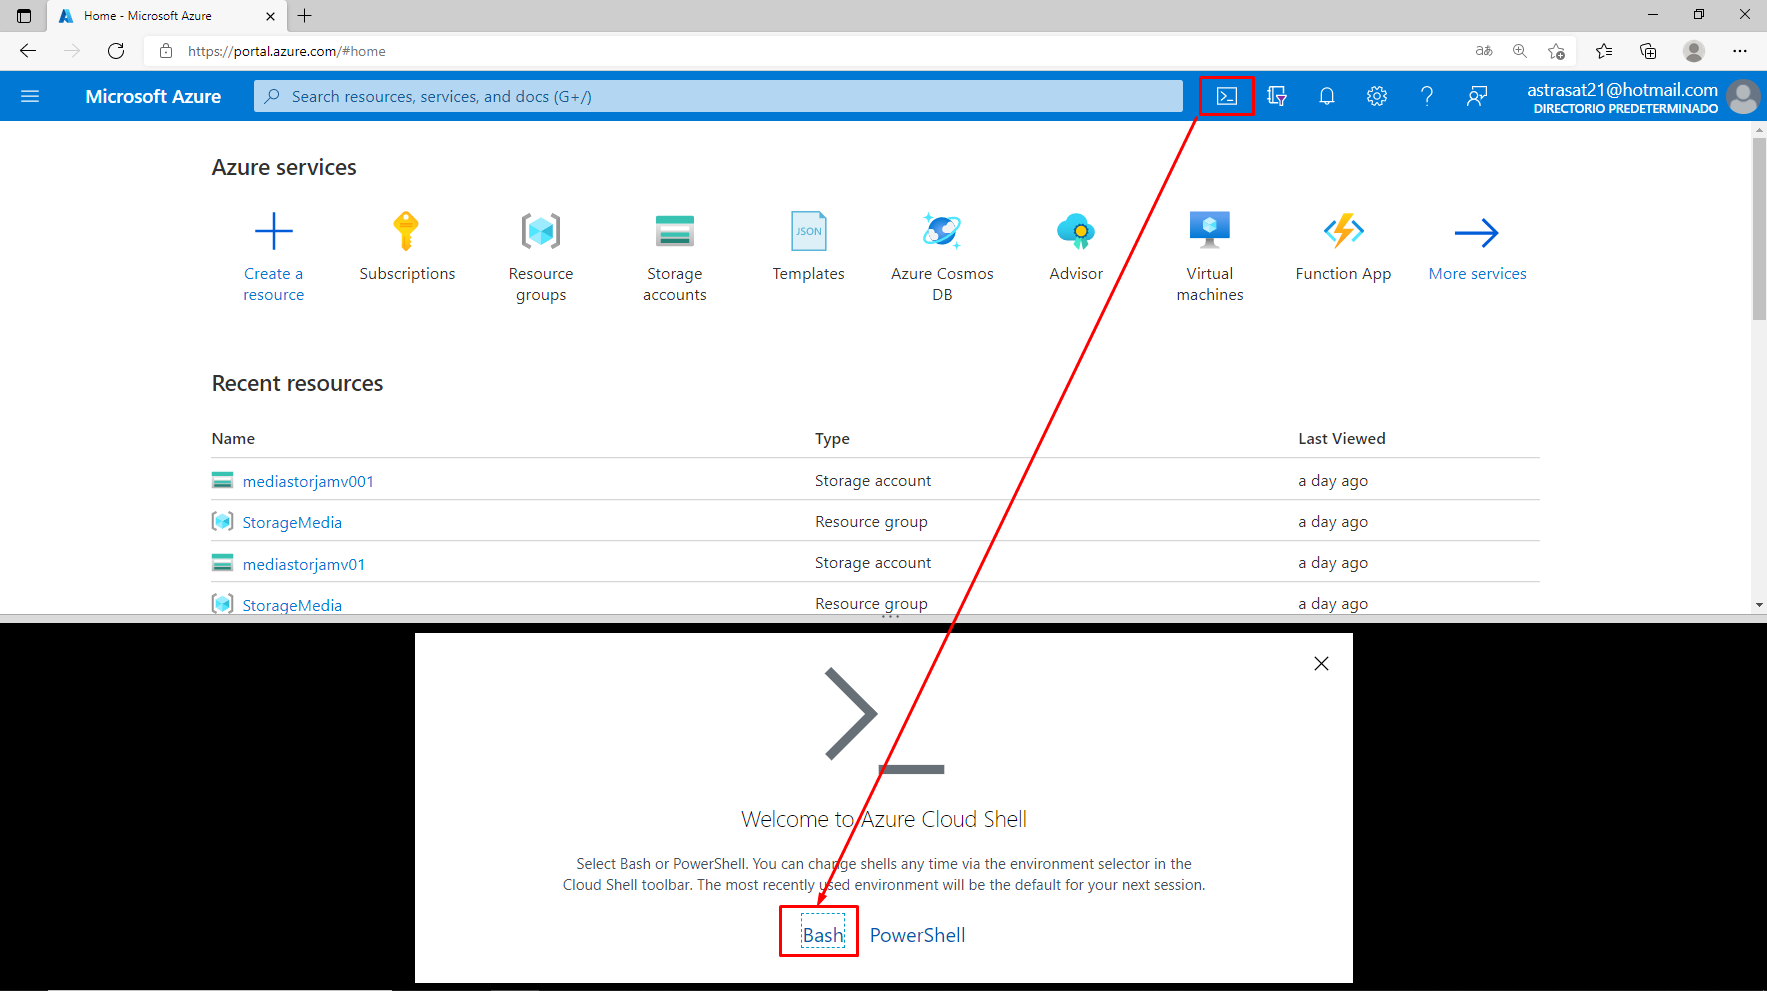 Home - Microsoft Azure
https://portal.azure.com/#home
aあ
Microsoft Azure
Search resources, services, and docs (G+/)
astrasat21@hotmail.com
DIRECTORIO PREDETERMINADO
Azure services
Create a
resource
Subscriptions
Resource
groups
Storage
accounts
JSON
Templates
Azure Cosmos
DB
Advisor
Virtual
machines
Function App
More services
Recent resources
Name Type Last Viewed
mediastorjamv001 Storage account a day ago
StorageMedia Resource group a day ago
mediastorjamv01 Storage account a day ago
StorageMedia Resource group a day ago
Welcome to Azure Cloud Shell
Select Bash or PowerShell. You can change shells any time via the environment selector in the
Cloud Shell toolbar. The most recently used environment will be the default for your next session.
Bash PowerShell